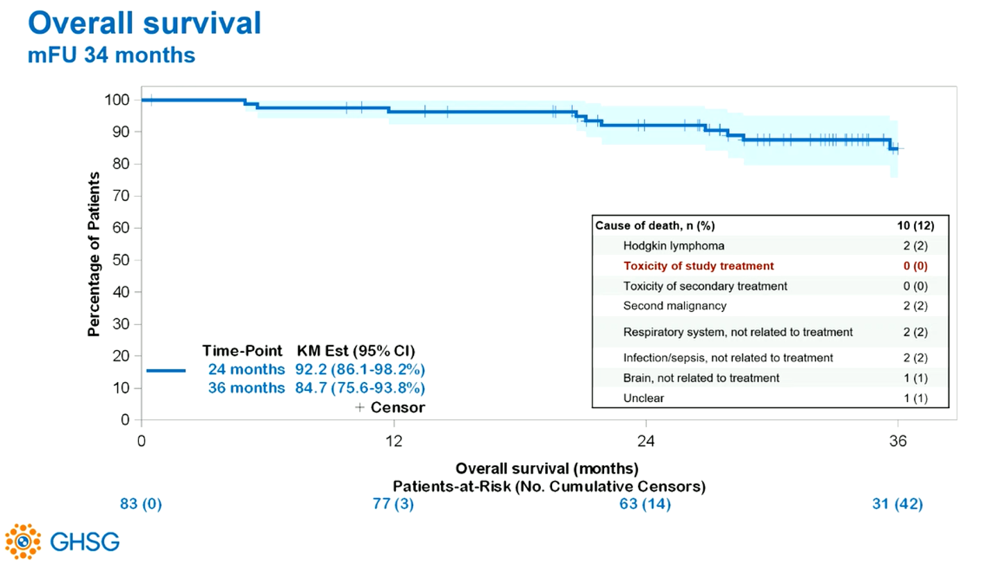 Overall survival
mFU 34 months
100
90
80
70
60
50
40
30
20
10
0
Percentage of Patients
Time-Point KM Est (95% CI)
24 months 92.2 (86.1-98.2%)
36 months 84.7 (75.6-93.8%)
+ Censor
Cause of death, n (%) 10 (12)
Hodgkin lymphoma 2 (2)
Toxicity of study treatment 0 (0)
Toxicity of secondary treatment 0 (0)
Second malignancy 2 (2)
Respiratory system, not related to treatment 2 (2)
Infection/sepsis, not related to treatment 2 (2)
Brain, not related to treatment 1 (1)
Unclear 1 (1)
0 12 24 36
Overall survival (months)
Patients-at-Risk (No. Cumulative Censors)
83 (0) 77 (3) 63 (14) 31 (42)
GHSG